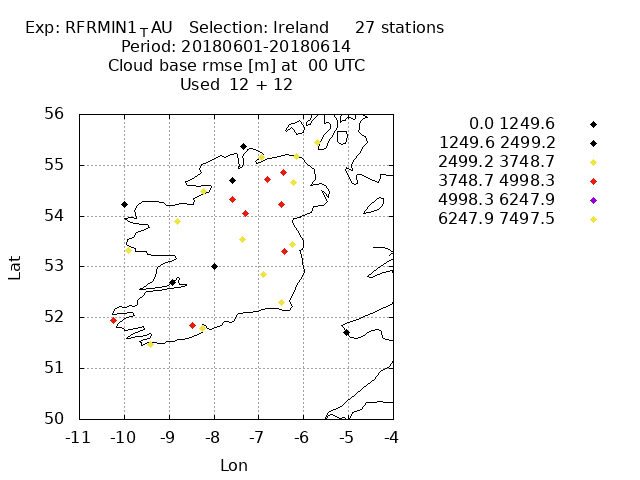 Exp: RFRMIN1TAU Selection: Ireland 27 stations
Period: 20180601-20180614
Cloud base rmse [m] at 00 UTC
Used 12 + 12
0.0 1249.6
1249.6 2499.2
2499.2 3748.7
3748.7 4998.3
4998.3 6247.9
6247.9 7497.5
56
55
54
53
52
51
50
Lat
-11 -10 -9 -8 -7 -6 -5 -4
Lon